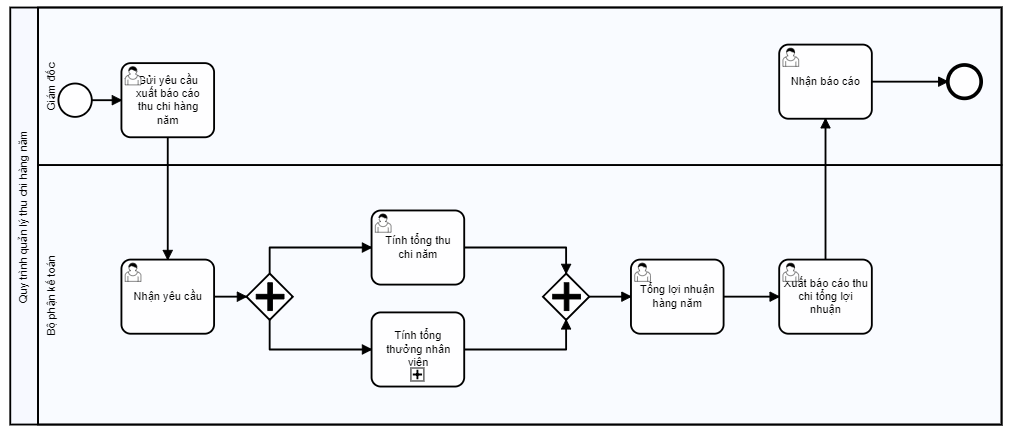 Quy trình quản lý thu chi hàng năm
Giám đốc
Gửi yêu cầu
xuất báo cáo
thu chi hàng
năm
Nhận báo cáo
Bộ phận kế toán
Nhận yêu cầu
Tính tổng thu
chi năm
Tính tổng
thưởng nhân
viên
Tổng lợi nhuận
hàng năm
Xuất báo cáo thu
chi tổng lợi
nhuận